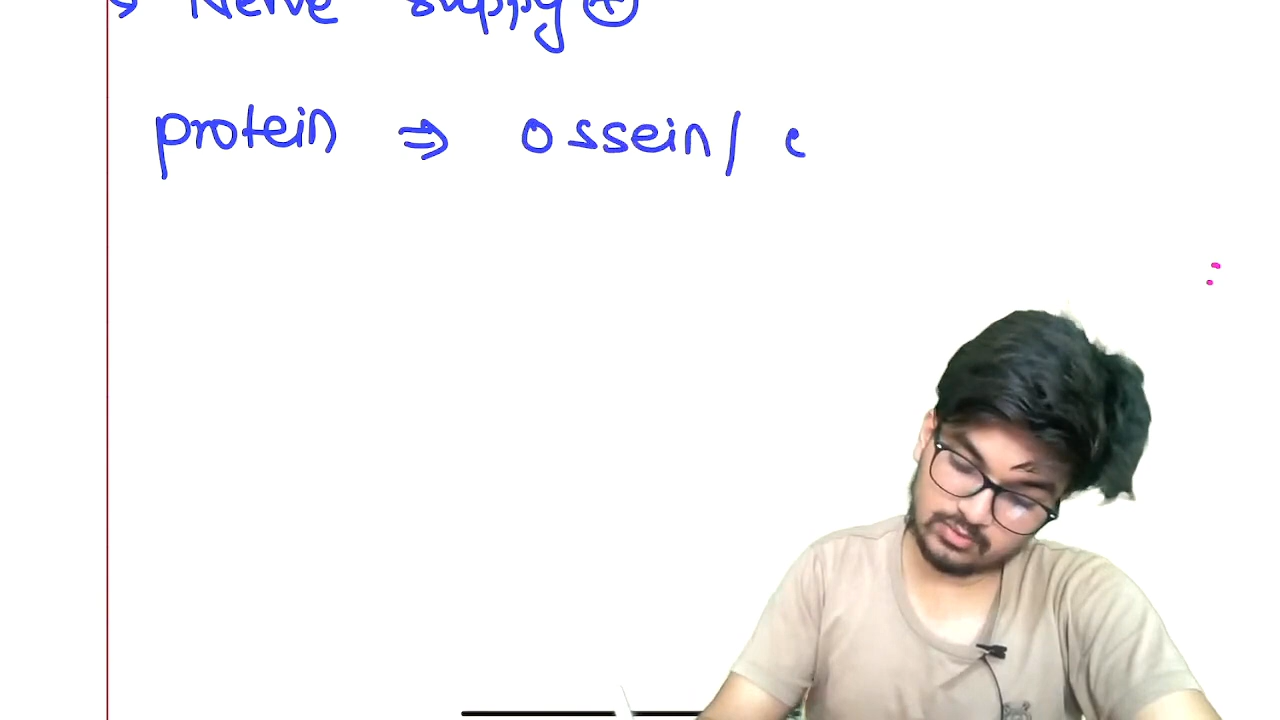 → Nerve supply ⊕
protein ⇒ Ossein/ c